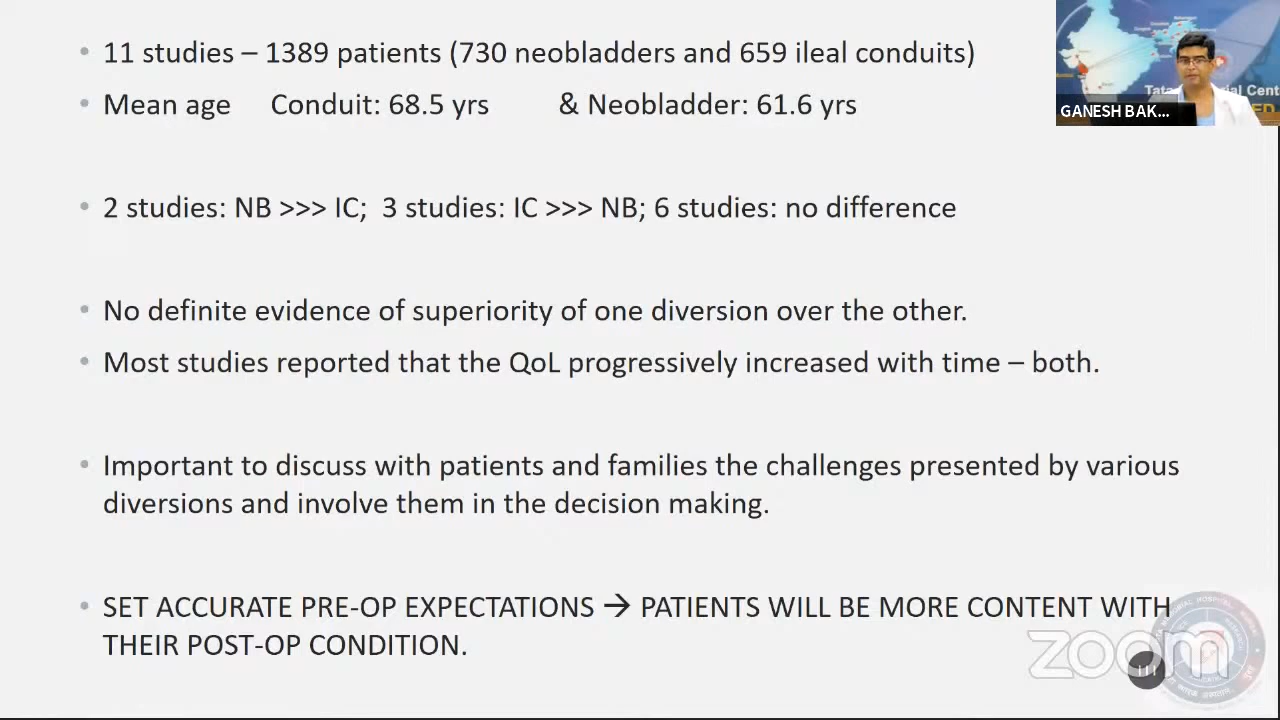 11 studies – 1389 patients (730 neobladders and 659 ileal conduits)
Mean age Conduit: 68.5 yrs & Neobladder: 61.6 yrs
2 studies: NB >>> IC; 3 studies: IC >>> NB; 6 studies: no difference
No definite evidence of superiority of one diversion over the other.
Most studies reported that the QoL progressively increased with time – both.
Important to discuss with patients and families the challenges presented by various
diversions and involve them in the decision making.
SET ACCURATE PRE-OP EXPECTATIONS → PATIENTS WILL BE MORE CONTENT WITH
THEIR POST-OP CONDITION.
GANESH BAK...
zoom